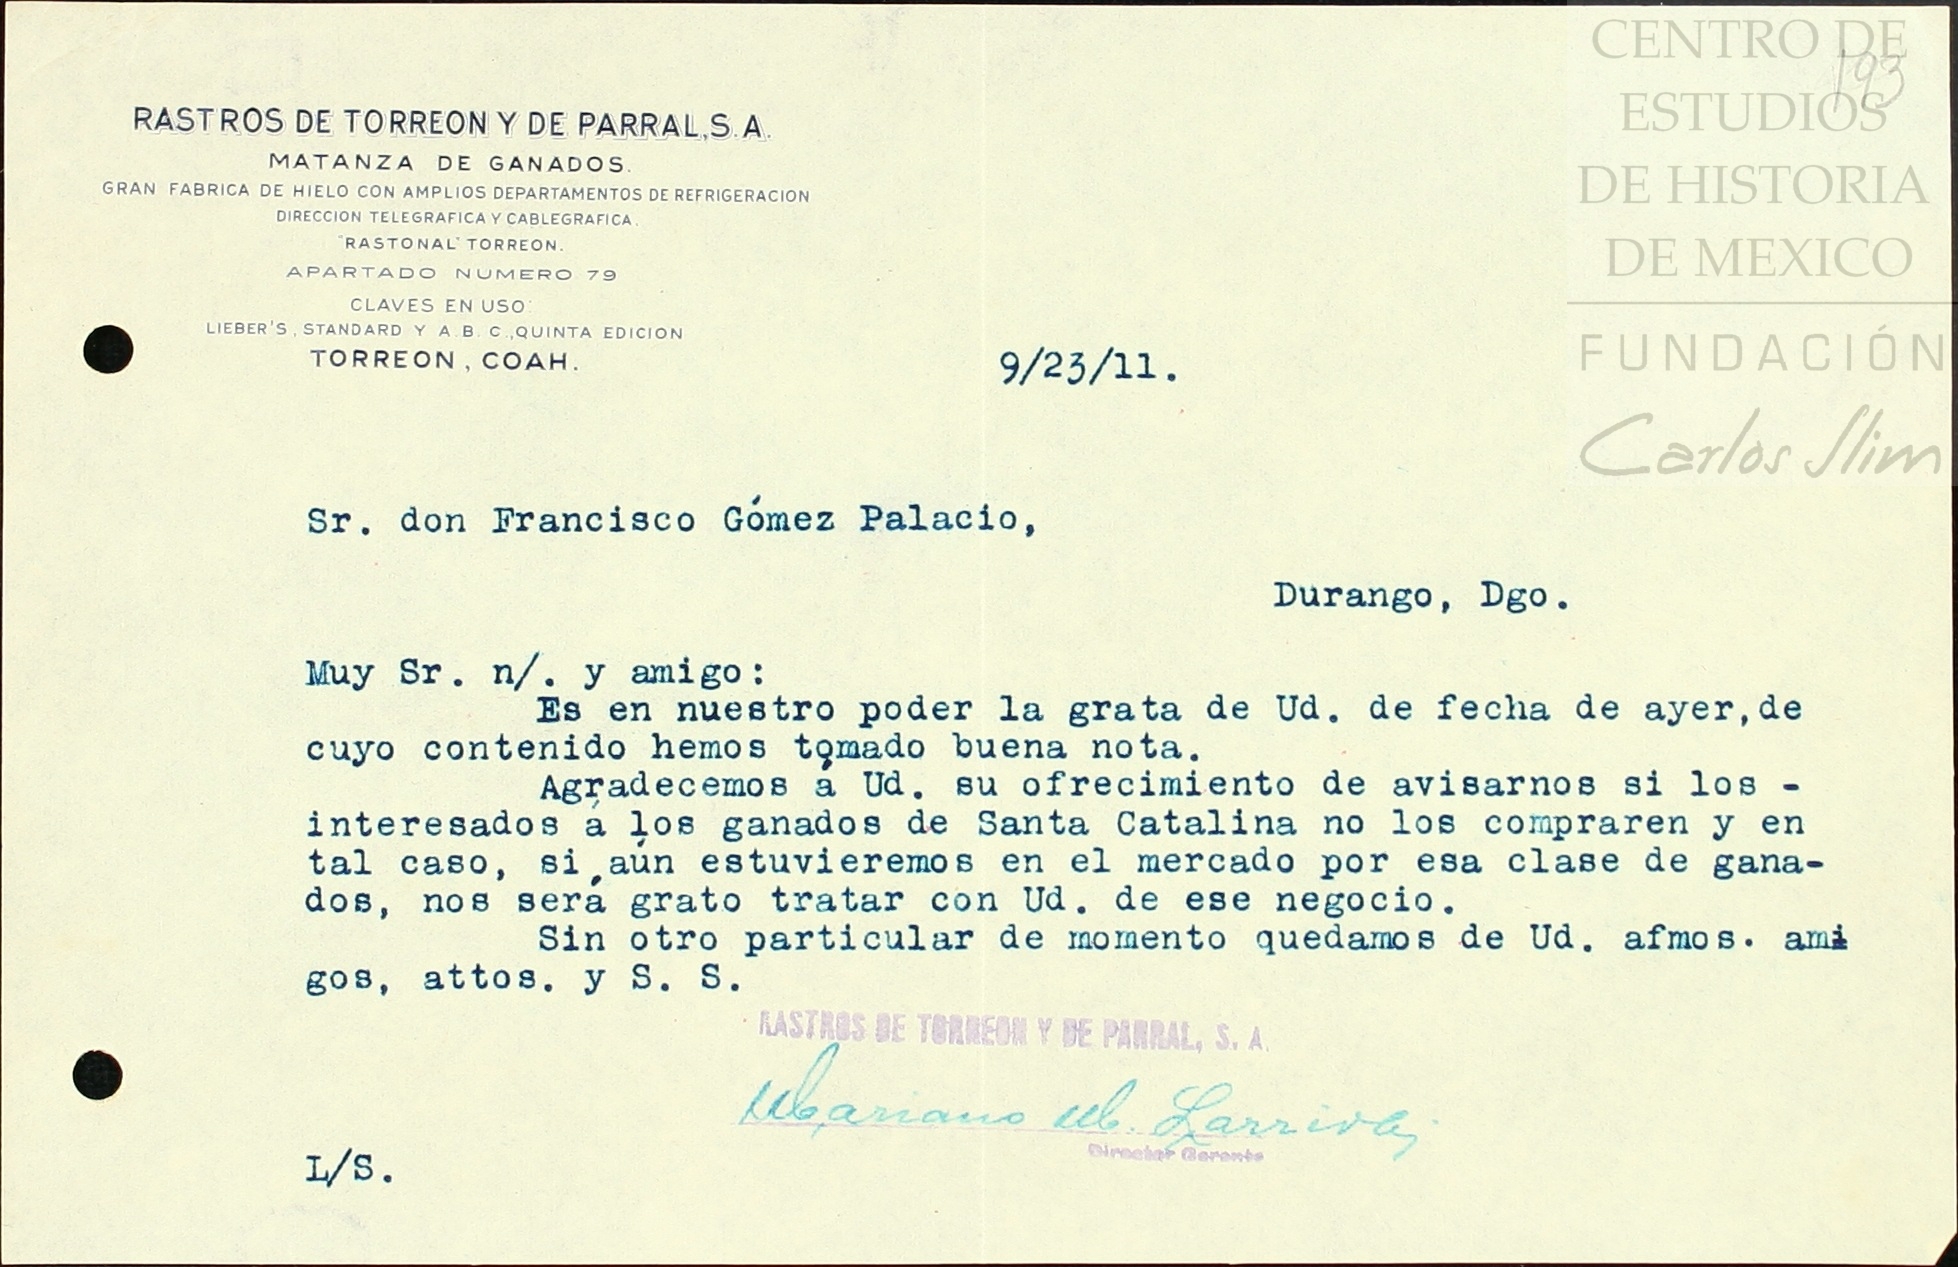 CENTRO DE
ESTUDIOS
DE HISTORIA
DE MEXICO
FUNDACIÓN
Carlos Slim
193
RASTROS DE TORREON Y DE PARRAL, S. A.
MATANZA DE GANADOS.
GRAN FABRICA DE HIELO CON AMPLIOS DEPARTAMENTOS DE REFRIGERACION
DIRECCION TELEGRAFICA Y CABLEGRAFICA.
"RASTONAL" TORREON.
APARTADO NUMERO 79
CLAVES EN USO:
LIEBER'S, STANDARD Y A. B. C., QUINTA EDICION
TORREON, COAH.
9/23/11.
Sr. don Francisco Gómez Palacio,
Durango, Dgo.
Muy Sr. n/. y amigo:
Es en nuestro poder la grata de Ud. de fecha de ayer, de
cuyo contenido hemos tomado buena nota.
Agradecemos á Ud. su ofrecimiento de avisarnos si los -
interesados á los ganados de Santa Catalina no los compraren y en
tal caso, si aún estuvieremos en el mercado por esa clase de gana-
dos, nos será grato tratar con Ud. de ese negocio.
Sin otro particular de momento quedamos de Ud. afmos. ami
gos, attos. y S. S.
RASTROS DE TORREON Y DE PARRAL, S. A.
Mariano M.
Director Gerente
L/S.